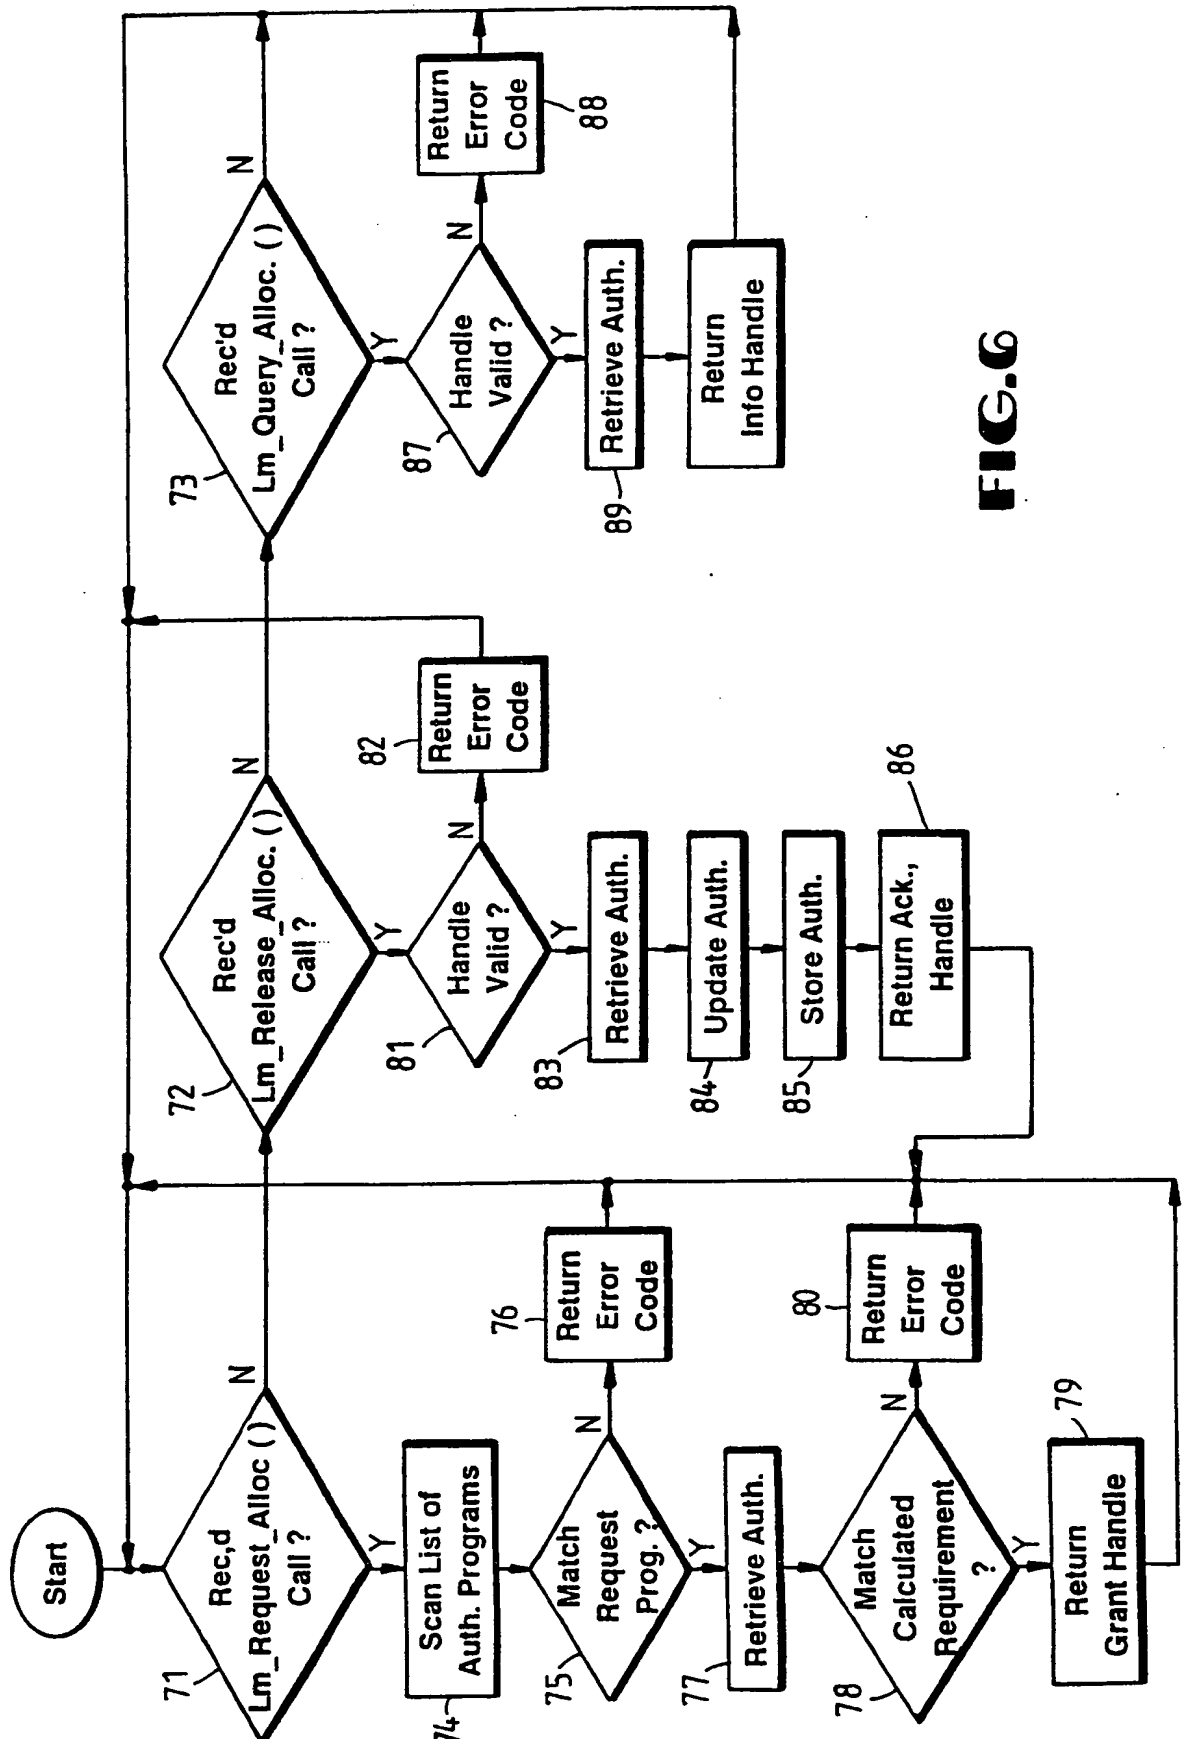 Start
71
Rec,d
Lm_Request_Alloc ( )
Call ?
N
Y
74
Scan List of
Auth. Programs
75
Match
Request
Prog. ?
N
76
Return
Error
Code
Y
77
Retrieve Auth.
78
Match
Calculated
Requirement
?
N
80
Return
Error
Code
Y
79
Return
Grant Handle
72
Rec'd
Lm_Release_Alloc. ( )
Call ?
N
Y
81
Handle
Valid ?
N
82
Return
Error
Code
Y
83
Retrieve Auth.
84
Update Auth.
85
Store Auth.
86
Return Ack.,
Handle
73
Rec'd
Lm_Query_Alloc. ( )
Call ?
N
Y
87
Handle
Valid ?
N
88
Return
Error
Code
Y
89
Retrieve Auth.
Return
Info Handle
FIG.6